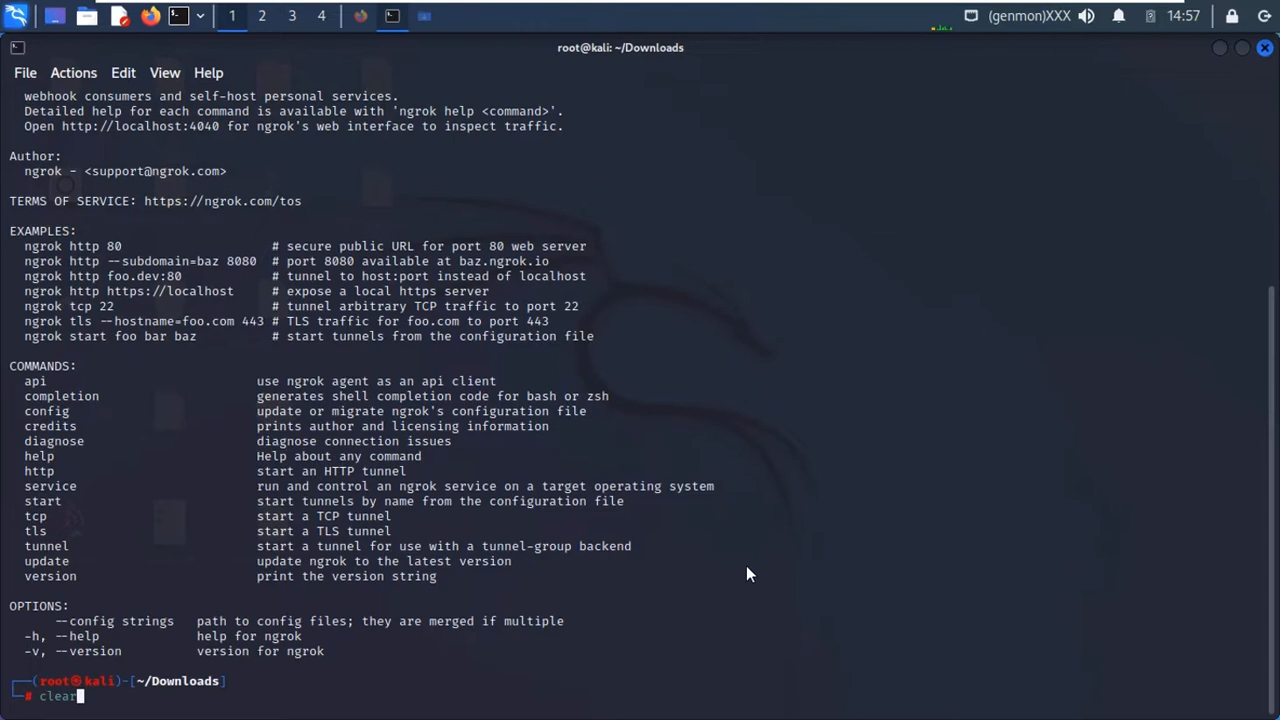 1 2 3 4 (genmon)XXX 14:57
root@kali: ~/Downloads
File Actions Edit View Help
webhook consumers and self-host personal services.
Detailed help for each command is available with 'ngrok help <command>'.
Open http://localhost:4040 for ngrok's web interface to inspect traffic.
Author:
ngrok - <support@ngrok.com>
TERMS OF SERVICE: https://ngrok.com/tos
EXAMPLES:
ngrok http 80 # secure public URL for port 80 web server
ngrok http --subdomain=baz 8080 # port 8080 available at baz.ngrok.io
ngrok http foo.dev:80 # tunnel to host:port instead of localhost
ngrok http https://localhost # expose a local https server
ngrok tcp 22 # tunnel arbitrary TCP traffic to port 22
ngrok tls --hostname=foo.com 443 # TLS traffic for foo.com to port 443
ngrok start foo bar baz # start tunnels from the configuration file
COMMANDS:
api use ngrok agent as an api client
completion generates shell completion code for bash or zsh
config update or migrate ngrok's configuration file
credits prints author and licensing information
diagnose diagnose connection issues
help Help about any command
http start an HTTP tunnel
service run and control an ngrok service on a target operating system
start start tunnels by name from the configuration file
tcp start a TCP tunnel
tls start a TLS tunnel
tunnel start a tunnel for use with a tunnel-group backend
update update ngrok to the latest version
version print the version string
OPTIONS:
--config strings path to config files; they are merged if multiple
-h, --help help for ngrok
-v, --version version for ngrok
┌──(root㉿kali)-[~/Downloads]
└─# clear